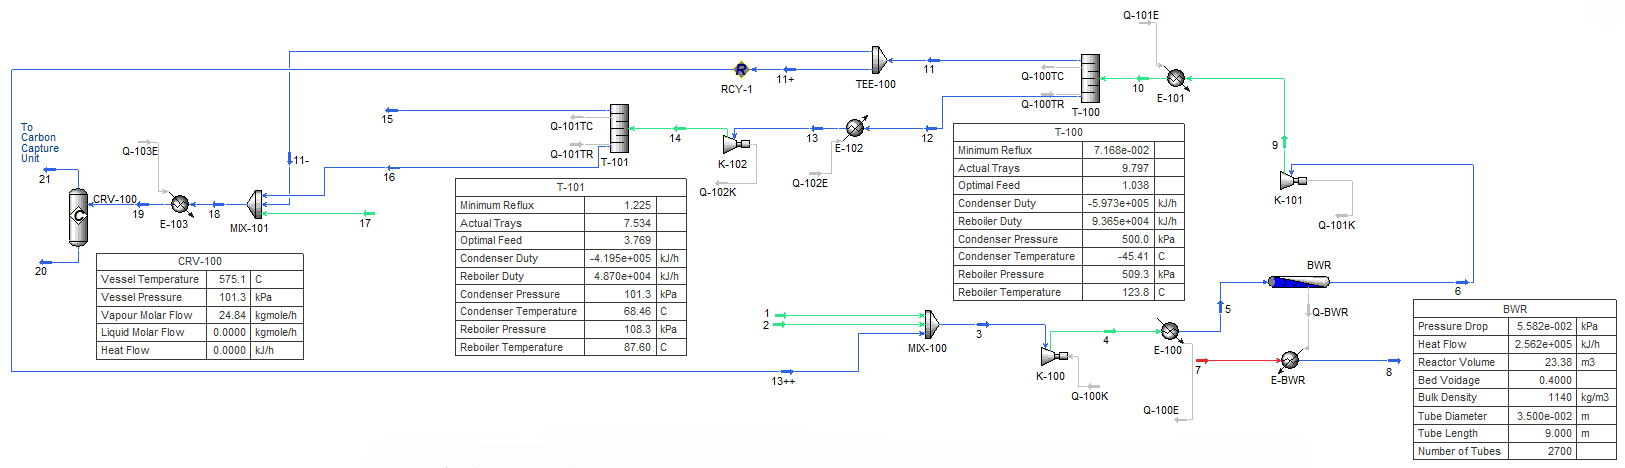 Q-101E
11
11+
RCY-1
TEE-100
Q-100TC
Q-100TR
T-100
10
E-101
9
15
Q-101TC
Q-101TR
T-101
14
13
12
K-102
E-102
Q-102K
Q-102E
To
Carbon
Capture
Unit
Q-103E
11-
16
21
CRV-100
19
E-103
18
MIX-101
17
20
C
R
K-101
Q-101K
T-100
Minimum Reflux 7.168e-002
Actual Trays 9.797
Optimal Feed 1.038
Condenser Duty -5.973e+005 kJ/h
Reboiler Duty 9.365e+004 kJ/h
Condenser Pressure 500.0 kPa
Condenser Temperature -45.41 C
Reboiler Pressure 509.3 kPa
Reboiler Temperature 123.8 C
T-101
Minimum Reflux 1.225
Actual Trays 7.534
Optimal Feed 3.769
Condenser Duty -4.195e+005 kJ/h
Reboiler Duty 4.870e+004 kJ/h
Condenser Pressure 101.3 kPa
Condenser Temperature 68.46 C
Reboiler Pressure 108.3 kPa
Reboiler Temperature 87.60 C
CRV-100
Vessel Temperature 575.1 C
Vessel Pressure 101.3 kPa
Vapour Molar Flow 24.84 kgmole/h
Liquid Molar Flow 0.0000 kgmole/h
Heat Flow 0.0000 kJ/h
1
2
MIX-100
3
13++
4
K-100
Q-100K
E-100
Q-100E
5
BWR
6
Q-BWR
7
E-BWR
8
BWR
Pressure Drop 5.582e-002 kPa
Heat Flow 2.562e+005 kJ/h
Reactor Volume 23.38 m3
Bed Voidage 0.4000
Bulk Density 1140 kg/m3
Tube Diameter 3.500e-002 m
Tube Length 9.000 m
Number of Tubes 2700